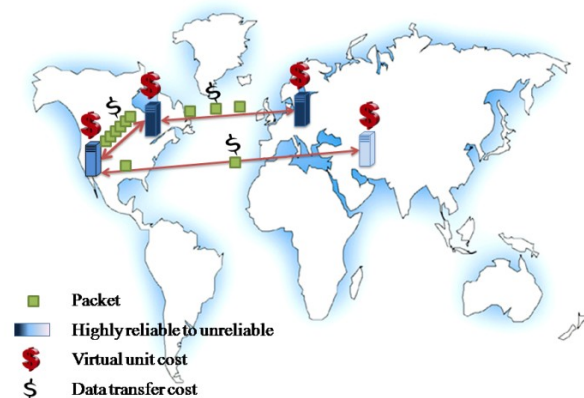 $
$
$
$
$
$
$
Packet
Highly reliable to unreliable
$ Virtual unit cost
$ Data transfer cost